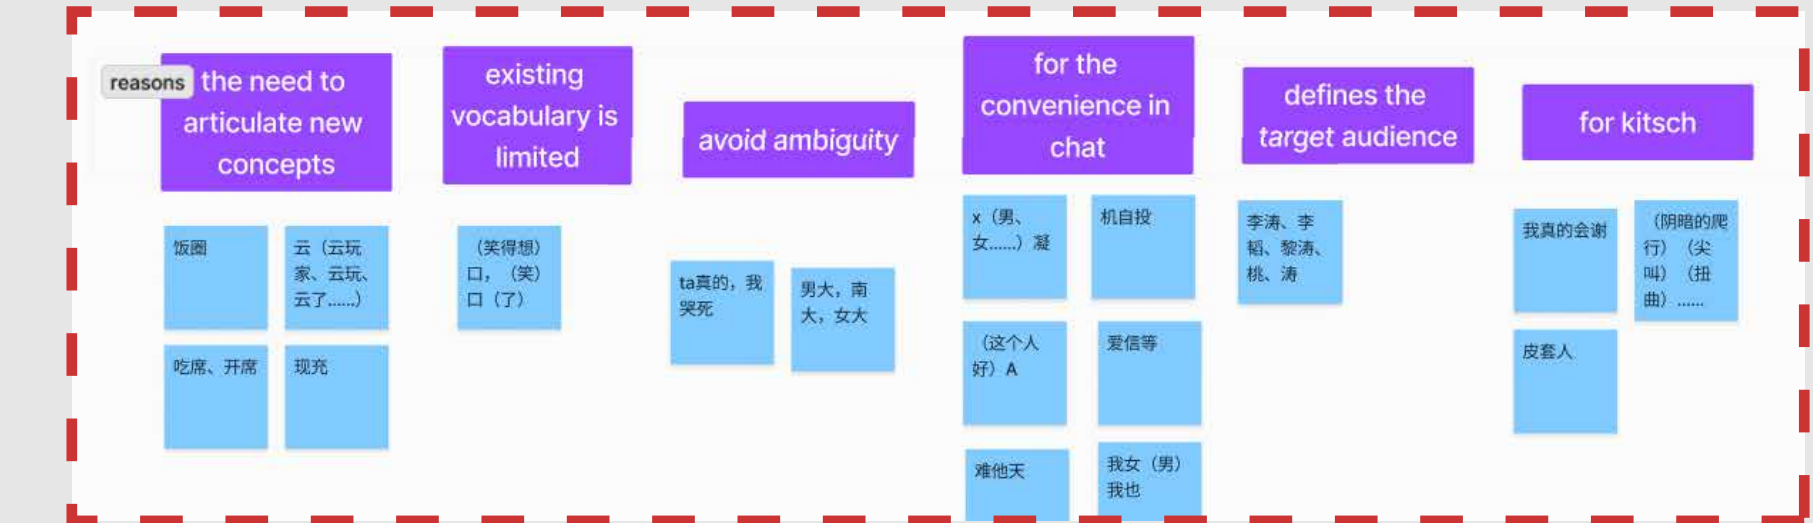 reasons
the need to
articulate new
concepts
existing
vocabulary is
limited
avoid ambiguity
for the
convenience in
chat
defines the
target audience
for kitsch
饭圈
云（云玩
家、云玩、
云了……）
吃席、开席
现充
（笑得想）
口，（笑）
口（了）
ta真的，我
哭死
男大，南
大，女大
x（男、
女……）凝
机自投
（这个人
好）A
爱信等
难他天
我女（男）
我也
李涛、李
韬、黎涛、
桃、涛
我真的会谢
（阴暗的爬
行）（尖
叫）（扭
曲）……
皮套人